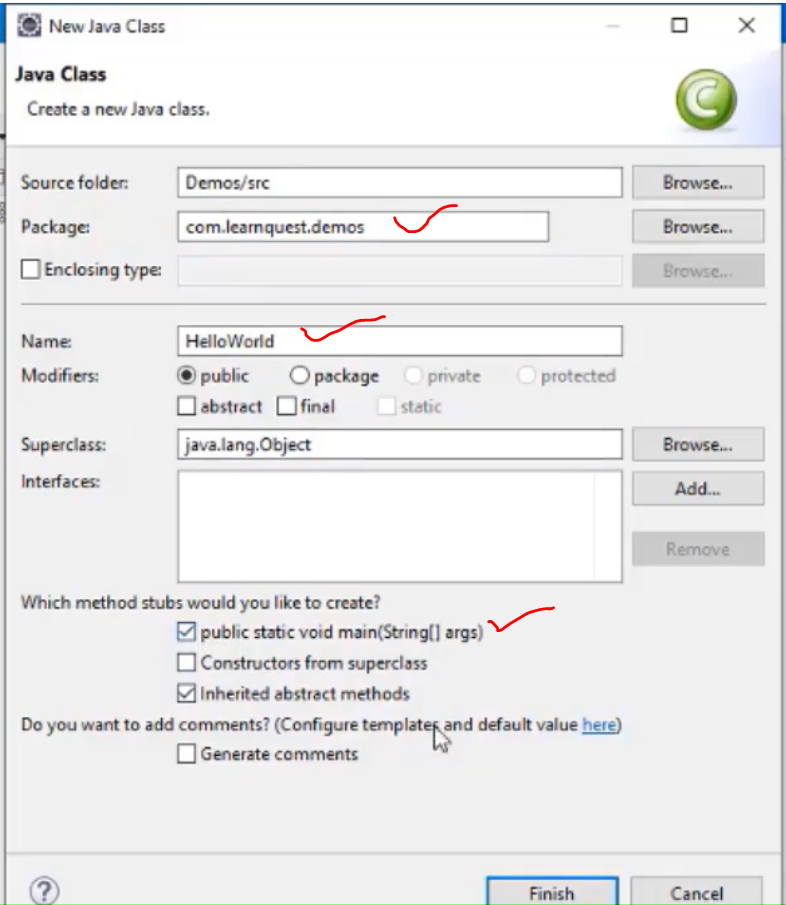 New Java Class
Java Class
Create a new Java class.
C
Source folder: Demos/src Browse...
Package: com.learnquest.demos Browse...
Enclosing type: Browse...
Name: HelloWorld
Modifiers: public package private protected
abstract final static
Superclass: java.lang.Object Browse...
Interfaces: Add...
Remove
Which method stubs would you like to create?
public static void main(String[] args)
Constructors from superclass
Inherited abstract methods
Do you want to add comments? (Configure templates and default value here)
Generate comments
? Finish Cancel